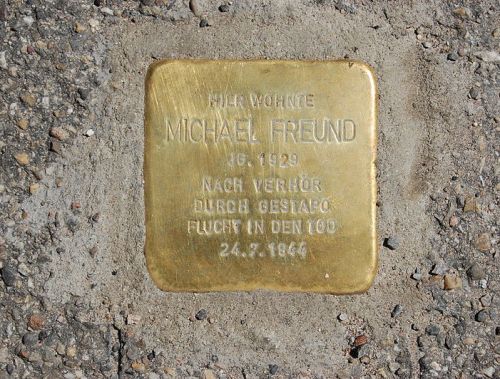 HIER WOHNTE
MICHAEL FREUND
JG. 1929
NACH VERHÖR
DURCH GESTAPO
FLUCHT IN DEN TOD
24.7.1944